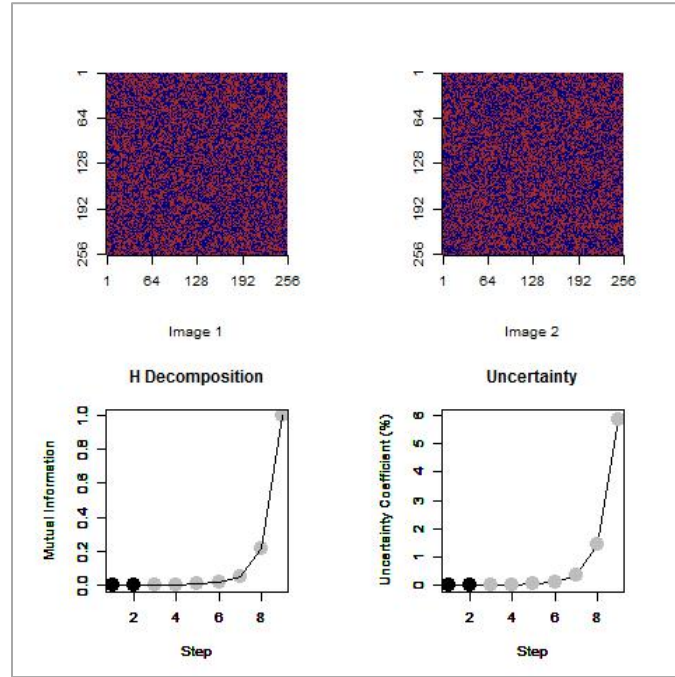 1
64
128
192
256
1 64 128 192 256
Image 1
1
64
128
192
256
1 64 128 192 256
Image 2
H Decomposition
Mutual Information
1.0
0.8
0.6
0.4
0.2
0.0
2 4 6 8
Step
Uncertainty
Uncertainty Coefficient (%)
6
5
4
3
2
1
0
2 4 6 8
Step